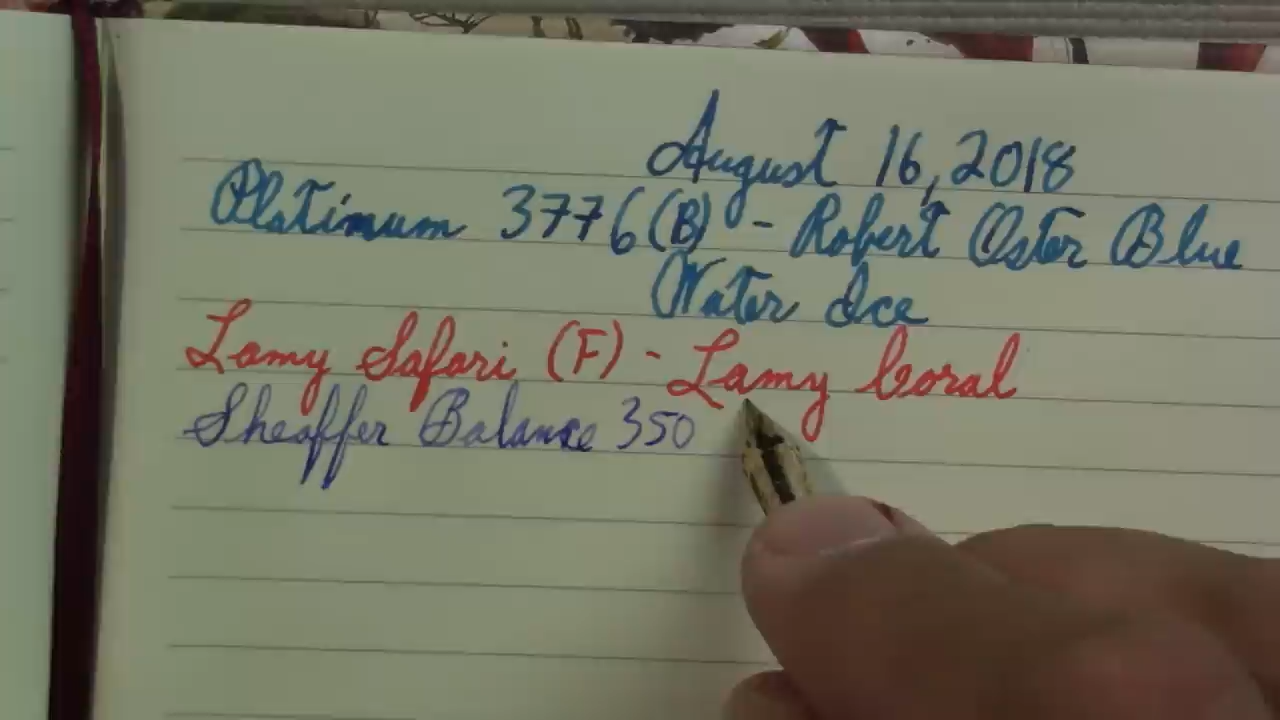 August 16, 2018
Platinum 3776 (B) - Robert Oster Blue
Water Ice
Lamy Safari (F) - Lamy Coral
Sheaffer Balance 350